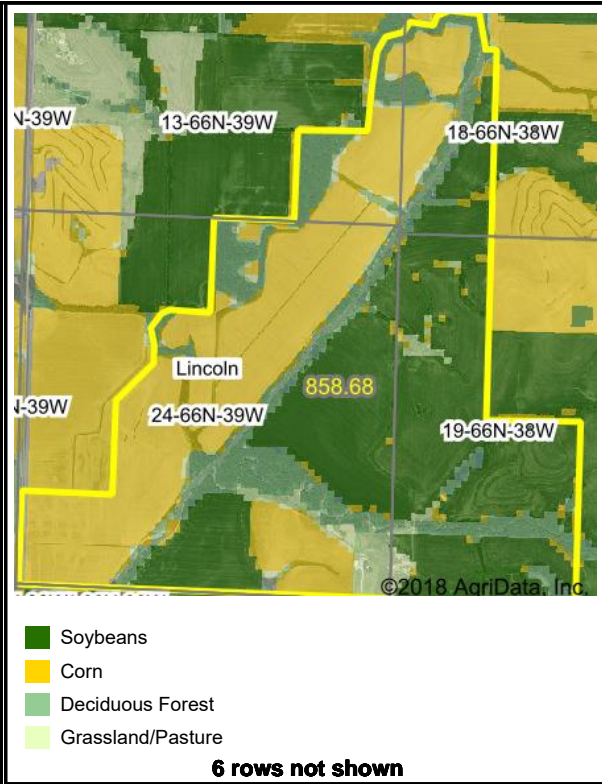 N-39W
13-66N-39W
18-66N-38W
Lincoln
858.68
N-39W
24-66N-39W
19-66N-38W
©2018 AgriData, Inc.
Soybeans
Corn
Deciduous Forest
Grassland/Pasture
6 rows not shown